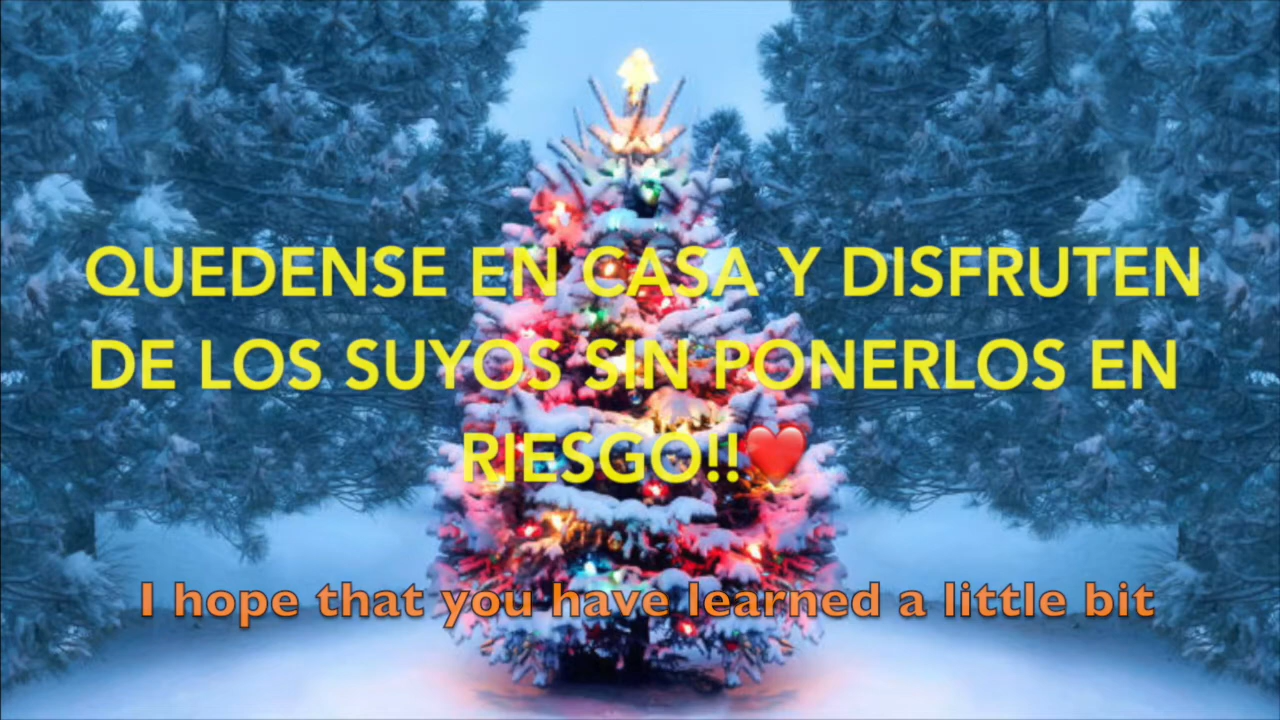 QUEDENSE EN CASA Y DISFRUTEN
DE LOS SUYOS SIN PONERLOS EN
RIESGO!!❤️
I hope that you have learned a little bit